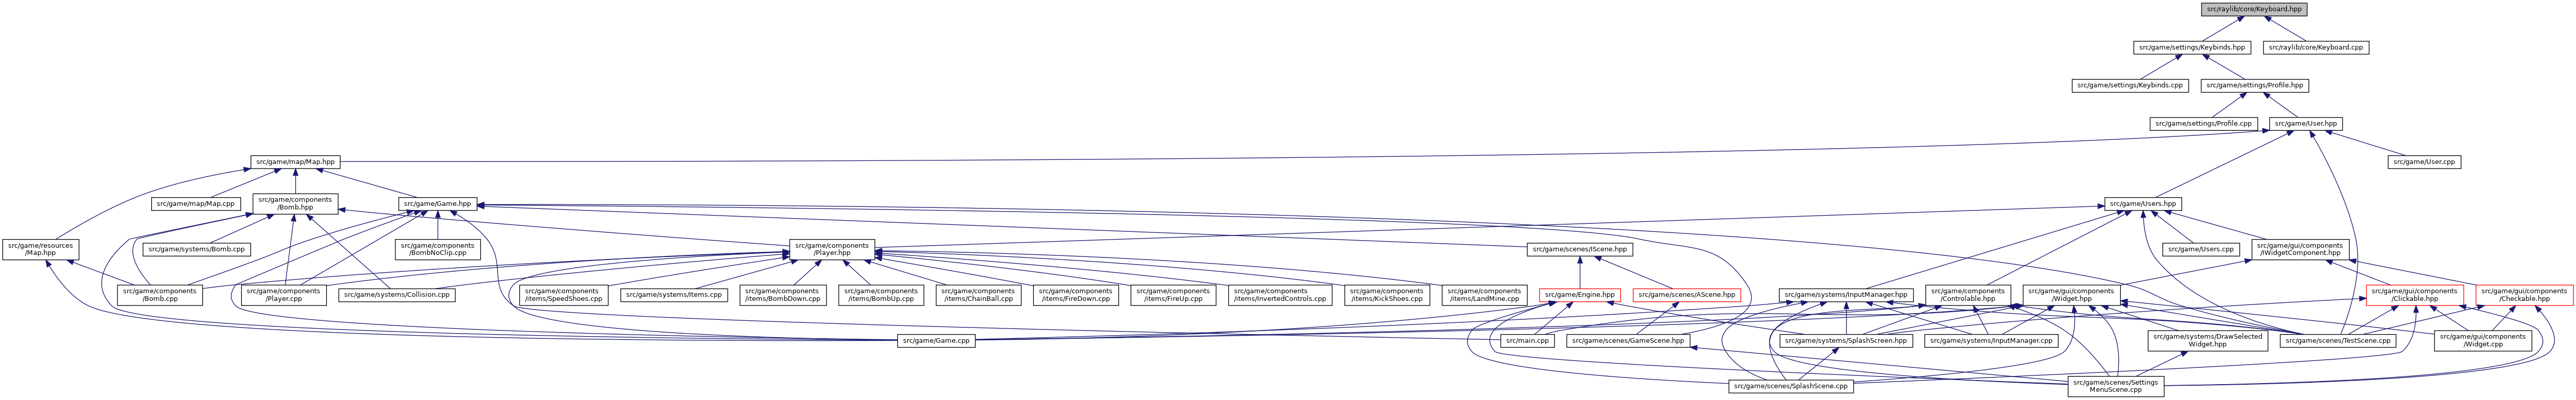 src/raylib/core/Keyboard.hpp
src/game/settings/Keybinds.hpp
src/raylib/core/Keyboard.cpp
src/game/settings/Keybinds.cpp
src/game/settings/Profile.hpp
src/game/settings/Profile.cpp
src/game/User.hpp
src/game/map/Map.hpp
src/game/User.cpp
src/game/map/Map.cpp
src/game/components
/Bomb.hpp
src/game/Game.hpp
src/game/Users.hpp
src/game/resources
/Map.hpp
src/game/systems/Bomb.cpp
src/game/components
/BombNoClip.cpp
src/game/components
/Player.hpp
src/game/scenes/IScene.hpp
src/game/Users.cpp
src/game/gui/components
/IWidgetComponent.hpp
src/game/components
/Bomb.cpp
src/game/components
/Player.cpp
src/game/systems/Collision.cpp
src/game/components
/items/SpeedShoes.cpp
src/game/systems/Items.cpp
src/game/components
/items/BombDown.cpp
src/game/components
/items/BombUp.cpp
src/game/components
/items/ChainBall.cpp
src/game/components
/items/FireDown.cpp
src/game/components
/items/FireUp.cpp
src/game/components
/items/InvertedControls.cpp
src/game/components
/items/KickShoes.cpp
src/game/components
/items/LandMine.cpp
src/game/Engine.hpp
src/game/scenes/AScene.hpp
src/game/systems/InputManager.hpp
src/game/components
/Controlable.hpp
src/game/gui/components
/Widget.hpp
src/game/gui/components
/Clickable.hpp
src/game/gui/components
/Checkable.hpp
src/game/Game.cpp
src/main.cpp
src/game/scenes/GameScene.hpp
src/game/systems/SplashScreen.hpp
src/game/systems/InputManager.cpp
src/game/systems/DrawSelected
Widget.hpp
src/game/scenes/TestScene.cpp
src/game/gui/components
/Widget.cpp
src/game/scenes/SplashScene.cpp
src/game/scenes/Settings
MenuScene.cpp